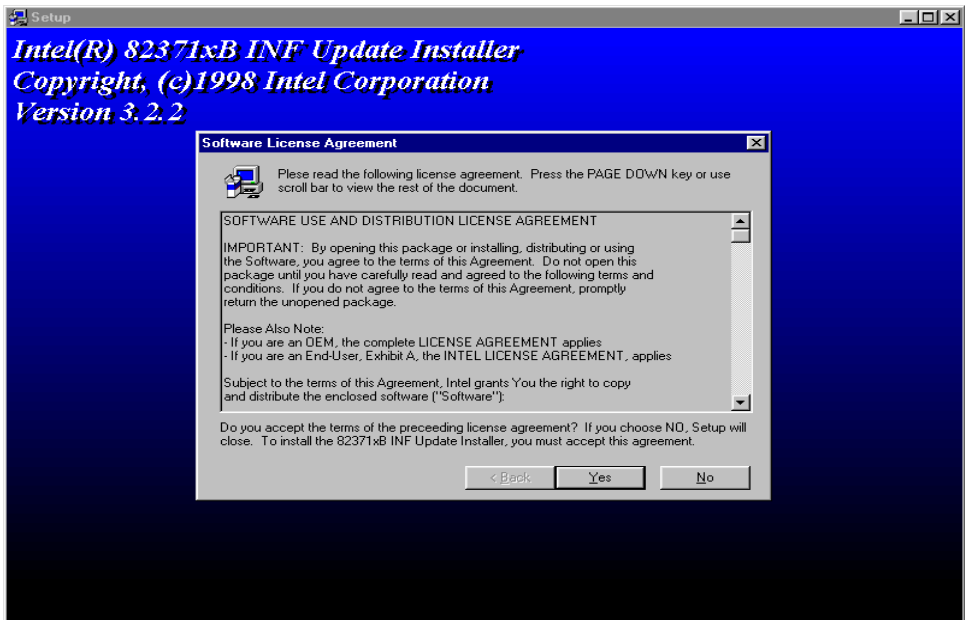 Setup
Intel(R) 82371xB INF Update Installer
Copyright, (c)1998 Intel Corporation
Version 3.2.2
Software License Agreement
Plese read the following license agreement. Press the PAGE DOWN key or use
scroll bar to view the rest of the document.
SOFTWARE USE AND DISTRIBUTION LICENSE AGREEMENT
IMPORTANT: By opening this package or installing, distributing or using
the Software, you agree to the terms of this Agreement. Do not open this
package until you have carefully read and agreed to the following terms and
conditions. If you do not agree to the terms of this Agreement, promptly
return the unopened package.
Please Also Note:
- If you are an OEM, the complete LICENSE AGREEMENT applies
- If you are an End-User, Exhibit A, the INTEL LICENSE AGREEMENT, applies
Subject to the terms of this Agreement, Intel grants You the right to copy
and distribute the enclosed software ("Software"):
Do you accept the terms of the preceeding license agreement? If you choose NO, Setup will
close. To install the 82371xB INF Update Installer, you must accept this agreement.
< Back Yes No